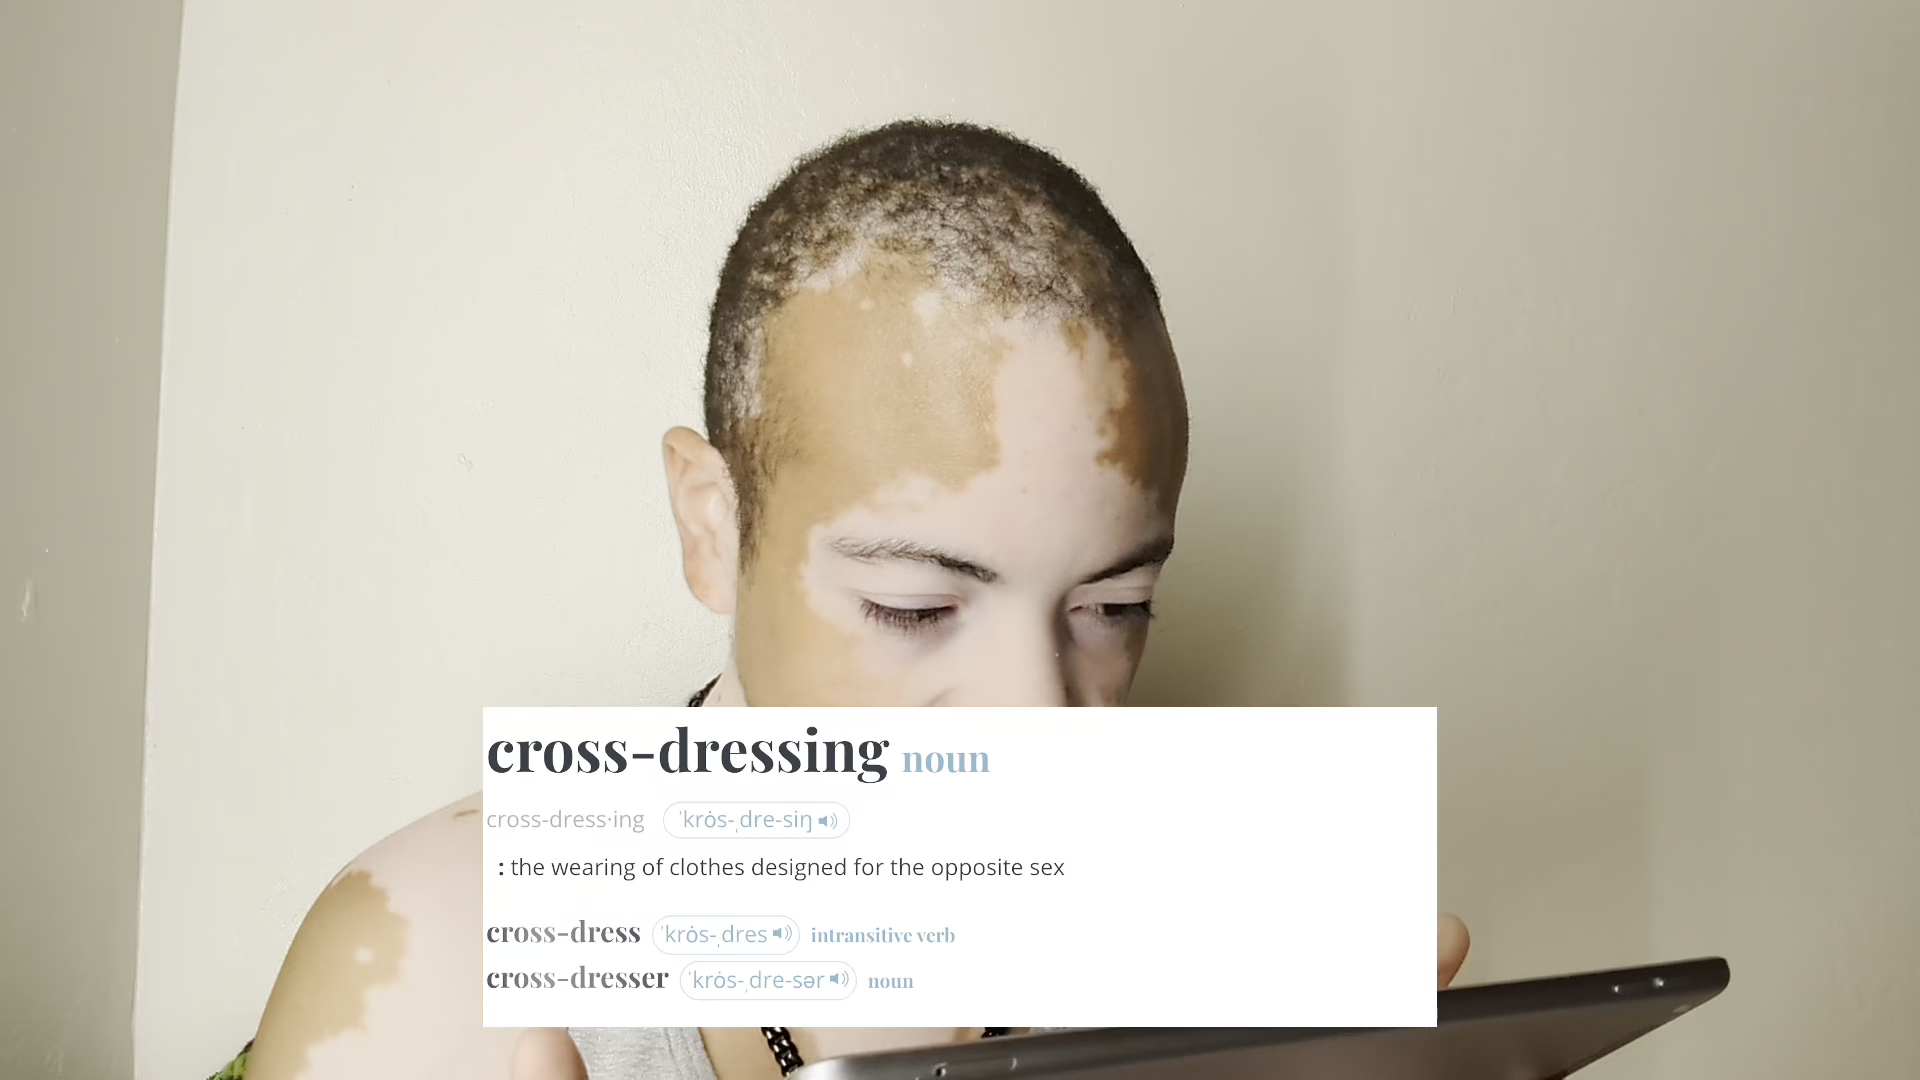 cross-dressing noun
cross-dress·ing ˈkrȯs-ˌdre-siŋ
: the wearing of clothes designed for the opposite sex
cross-dress ˈkrȯs-ˌdres intransitive verb
cross-dresser ˈkrȯs-ˌdre-sər noun